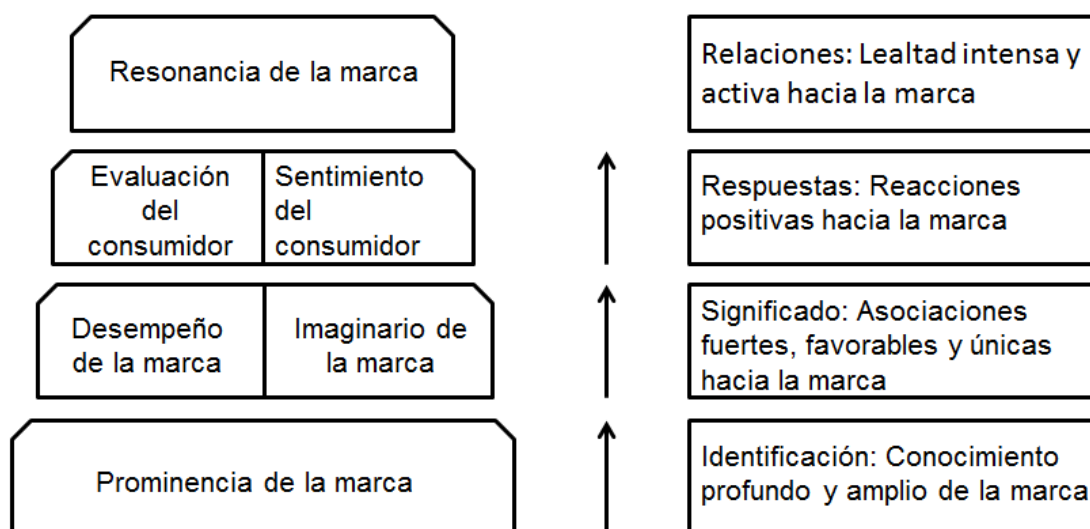 Resonancia de la marca
Relaciones: Lealtad intensa y
activa hacia la marca
Evaluación
del
consumidor
Sentimiento
del
consumidor
Respuestas: Reacciones
positivas hacia la marca
Desempeño
de la marca
Imaginario de
la marca
Significado: Asociaciones
fuertes, favorables y únicas
hacia la marca
Prominencia de la marca
Identificación: Conocimiento
profundo y amplio de la marca